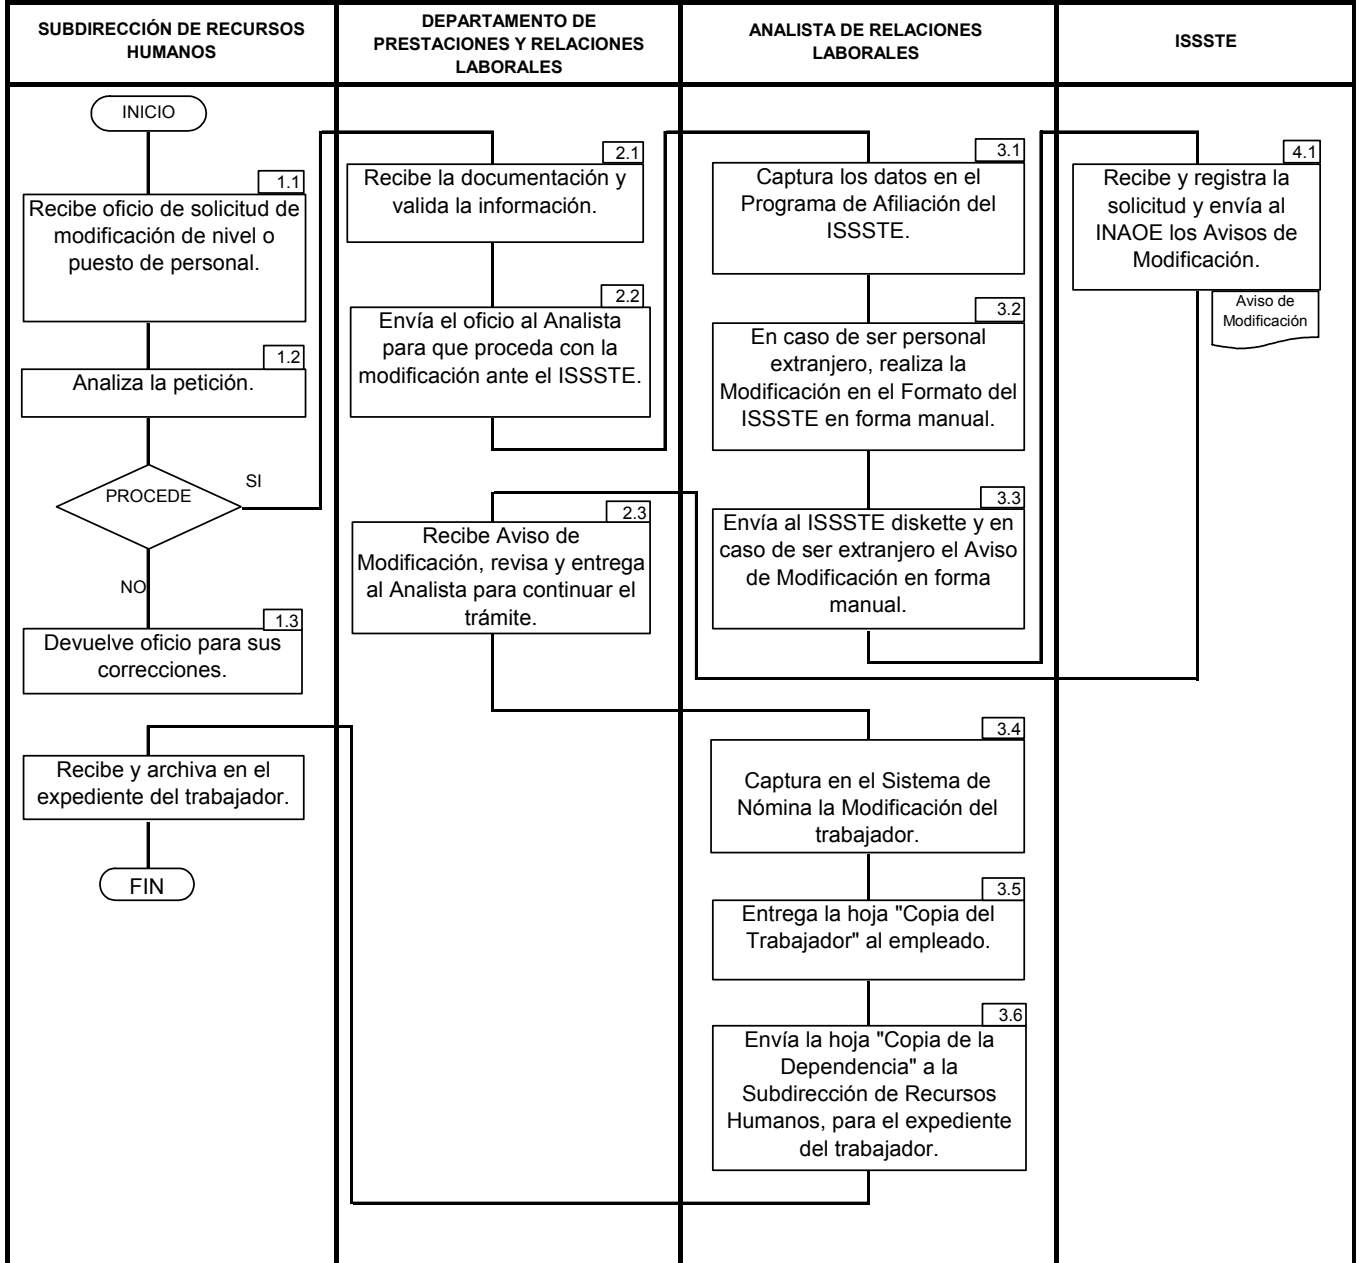 SUBDIRECCIÓN DE RECURSOS
HUMANOS
DEPARTAMENTO DE
PRESTACIONES Y RELACIONES
LABORALES
ANALISTA DE RELACIONES
LABORALES
ISSSTE
INICIO
1.1
Recibe oficio de solicitud de
modificación de nivel o
puesto de personal.
1.2
Analiza la petición.
PROCEDE
SI
NO
1.3
Devuelve oficio para sus
correcciones.
Recibe y archiva en el
expediente del trabajador.
FIN
2.1
Recibe la documentación y
valida la información.
2.2
Envía el oficio al Analista
para que proceda con la
modificación ante el ISSSTE.
2.3
Recibe Aviso de
Modificación, revisa y entrega
al Analista para continuar el
trámite.
3.1
Captura los datos en el
Programa de Afiliación del
ISSSTE.
3.2
En caso de ser personal
extranjero, realiza la
Modificación en el Formato del
ISSSTE en forma manual.
3.3
Envía al ISSSTE diskette y en
caso de ser extranjero el Aviso
de Modificación en forma
manual.
3.4
Captura en el Sistema de
Nómina la Modificación del
trabajador.
3.5
Entrega la hoja "Copia del
Trabajador" al empleado.
3.6
Envía la hoja "Copia de la
Dependencia" a la
Subdirección de Recursos
Humanos, para el expediente
del trabajador.
4.1
Recibe y registra la
solicitud y envía al
INAOE los Avisos de
Modificación.
Aviso de
Modificación